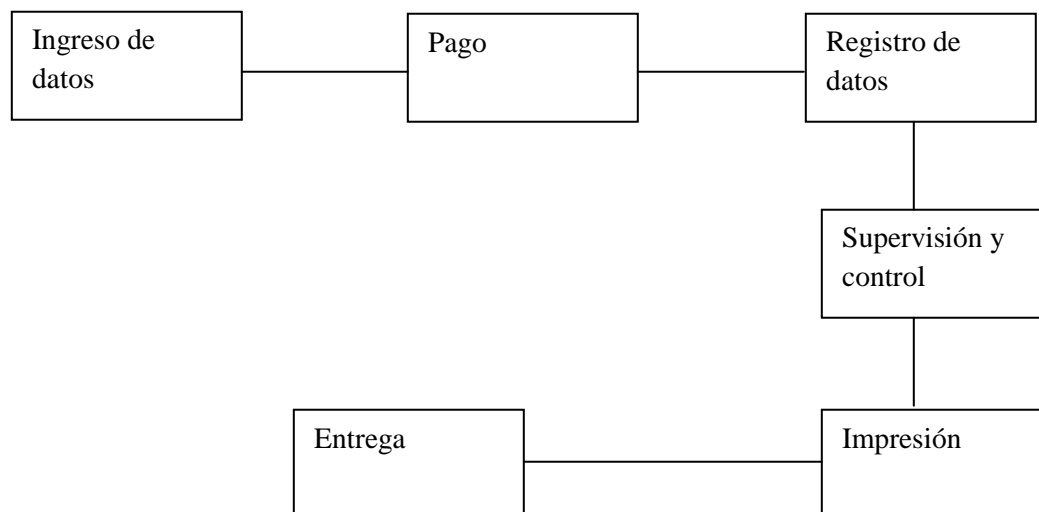 Ingreso de
datos
Pago
Registro de
datos
Supervisión y
control
Impresión
Entrega